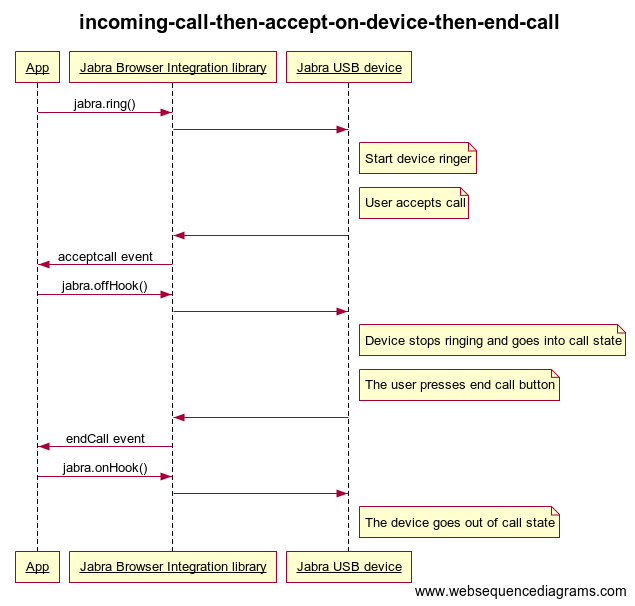 incoming-call-then-accept-on-device-then-end-call
App
Jabra Browser Integration library
Jabra USB device
jabra.ring()
Start device ringer
User accepts call
acceptcall event
jabra.offHook()
Device stops ringing and goes into call state
The user presses end call button
endCall event
jabra.onHook()
The device goes out of call state
App
Jabra Browser Integration library
Jabra USB device
www.websequencediagrams.com